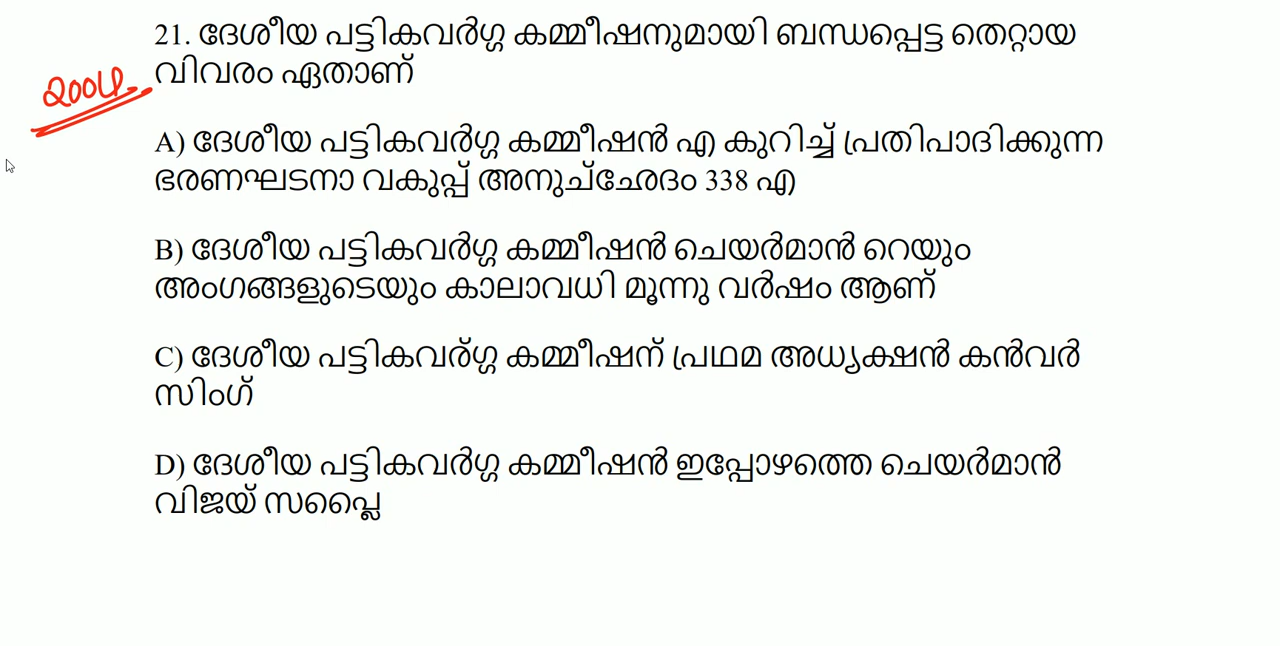 21. ദേശീയ പട്ടികവർഗ്ഗ കമ്മീഷനുമായി ബന്ധപ്പെട്ട തെറ്റായ
വിവരം ഏതാണ്
2004
A) ദേശീയ പട്ടികവർഗ്ഗ കമ്മീഷൻ എ കുറിച്ച് പ്രതിപാദിക്കുന്ന
ഭരണഘടനാ വകുപ്പ് അനുച്ഛേദം 338 എ
B) ദേശീയ പട്ടികവർഗ്ഗ കമ്മീഷൻ ചെയർമാൻ റെയും
അംഗങ്ങളുടെയും കാലാവധി മൂന്നു വർഷം ആണ്
C) ദേശീയ പട്ടികവര്ഗ്ഗ കമ്മീഷന് പ്രഥമ അധ്യക്ഷൻ കൻവർ
സിംഗ്
D) ദേശീയ പട്ടികവർഗ്ഗ കമ്മീഷൻ ഇപ്പോഴത്തെ ചെയർമാൻ
വിജയ് സപ്ലൈ